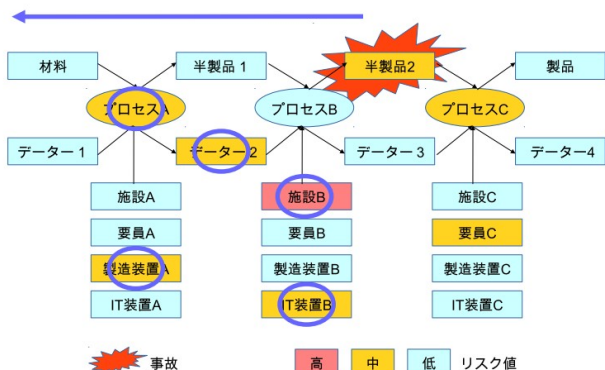 材料
半製品 1
半製品2
製品
プロセスA
プロセスB
プロセスC
データー 1
データー 2
データー 3
データー4
施設A
施設B
施設C
要員A
要員B
要員C
製造装置A
製造装置B
製造装置C
IT装置A
IT装置B
IT装置C
事故
高
中
低
リスク値